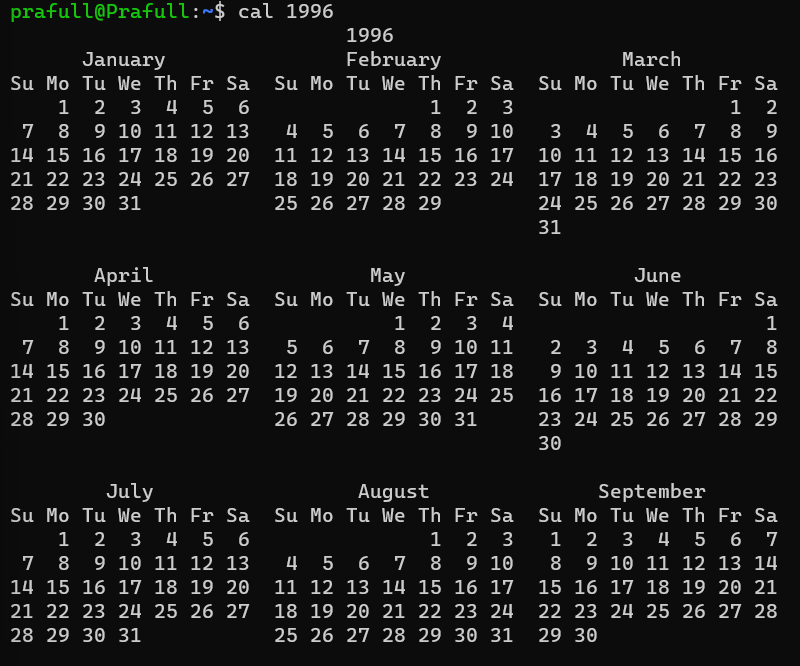 prafull@Prafull:~$ cal 1996
                            1996
      January               February               March
Su Mo Tu We Th Fr Sa  Su Mo Tu We Th Fr Sa  Su Mo Tu We Th Fr Sa
    1  2  3  4  5  6               1  2  3                  1  2
 7  8  9 10 11 12 13   4  5  6  7  8  9 10   3  4  5  6  7  8  9
14 15 16 17 18 19 20  11 12 13 14 15 16 17  10 11 12 13 14 15 16
21 22 23 24 25 26 27  18 19 20 21 22 23 24  17 18 19 20 21 22 23
28 29 30 31           25 26 27 28 29        24 25 26 27 28 29 30
                                            31
       April                  May                   June
Su Mo Tu We Th Fr Sa  Su Mo Tu We Th Fr Sa  Su Mo Tu We Th Fr Sa
    1  2  3  4  5  6            1  2  3  4                     1
 7  8  9 10 11 12 13   5  6  7  8  9 10 11   2  3  4  5  6  7  8
14 15 16 17 18 19 20  12 13 14 15 16 17 18   9 10 11 12 13 14 15
21 22 23 24 25 26 27  19 20 21 22 23 24 25  16 17 18 19 20 21 22
28 29 30              26 27 28 29 30 31     23 24 25 26 27 28 29
                                            30
        July                 August              September
Su Mo Tu We Th Fr Sa  Su Mo Tu We Th Fr Sa  Su Mo Tu We Th Fr Sa
    1  2  3  4  5  6               1  2  3   1  2  3  4  5  6  7
 7  8  9 10 11 12 13   4  5  6  7  8  9 10   8  9 10 11 12 13 14
14 15 16 17 18 19 20  11 12 13 14 15 16 17  15 16 17 18 19 20 21
21 22 23 24 25 26 27  18 19 20 21 22 23 24  22 23 24 25 26 27 28
28 29 30 31           25 26 27 28 29 30 31  29 30